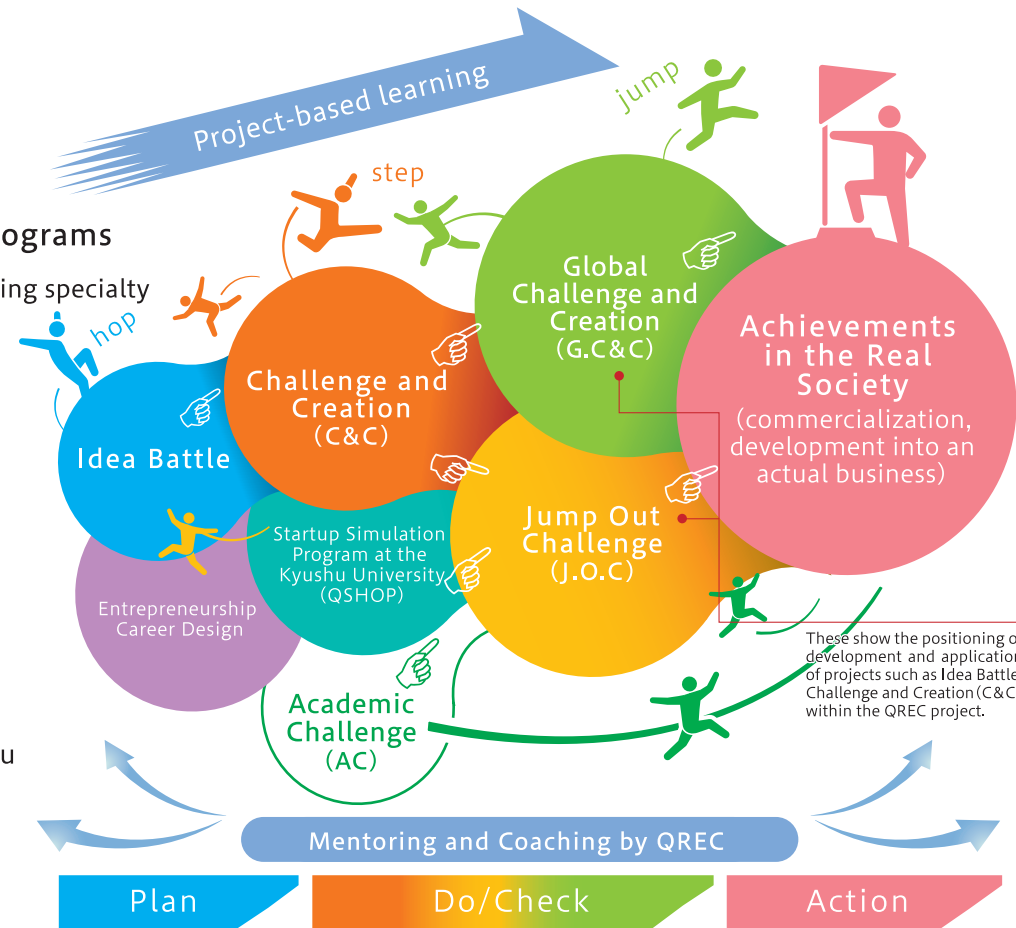 Project-based learning
jump
step
ograms
ing specialty
hop
Global
Challenge and
Creation
(G.C&C)
Achievements
in the Real
Society
(commercialization,
development into an
actual business)
Challenge and
Creation
(C&C)
Idea Battle
Jump Out
Challenge
(J.O.C)
Startup Simulation
Program at the
Kyushu University
(QSHOP)
Entrepreneurship
Career Design
These show the positioning o
development and application
of projects such as Idea Battle
Challenge and Creation(C&C
within the QREC project.
Academic
Challenge
(AC)
u
Mentoring and Coaching by QREC
Plan
Do/Check
Action